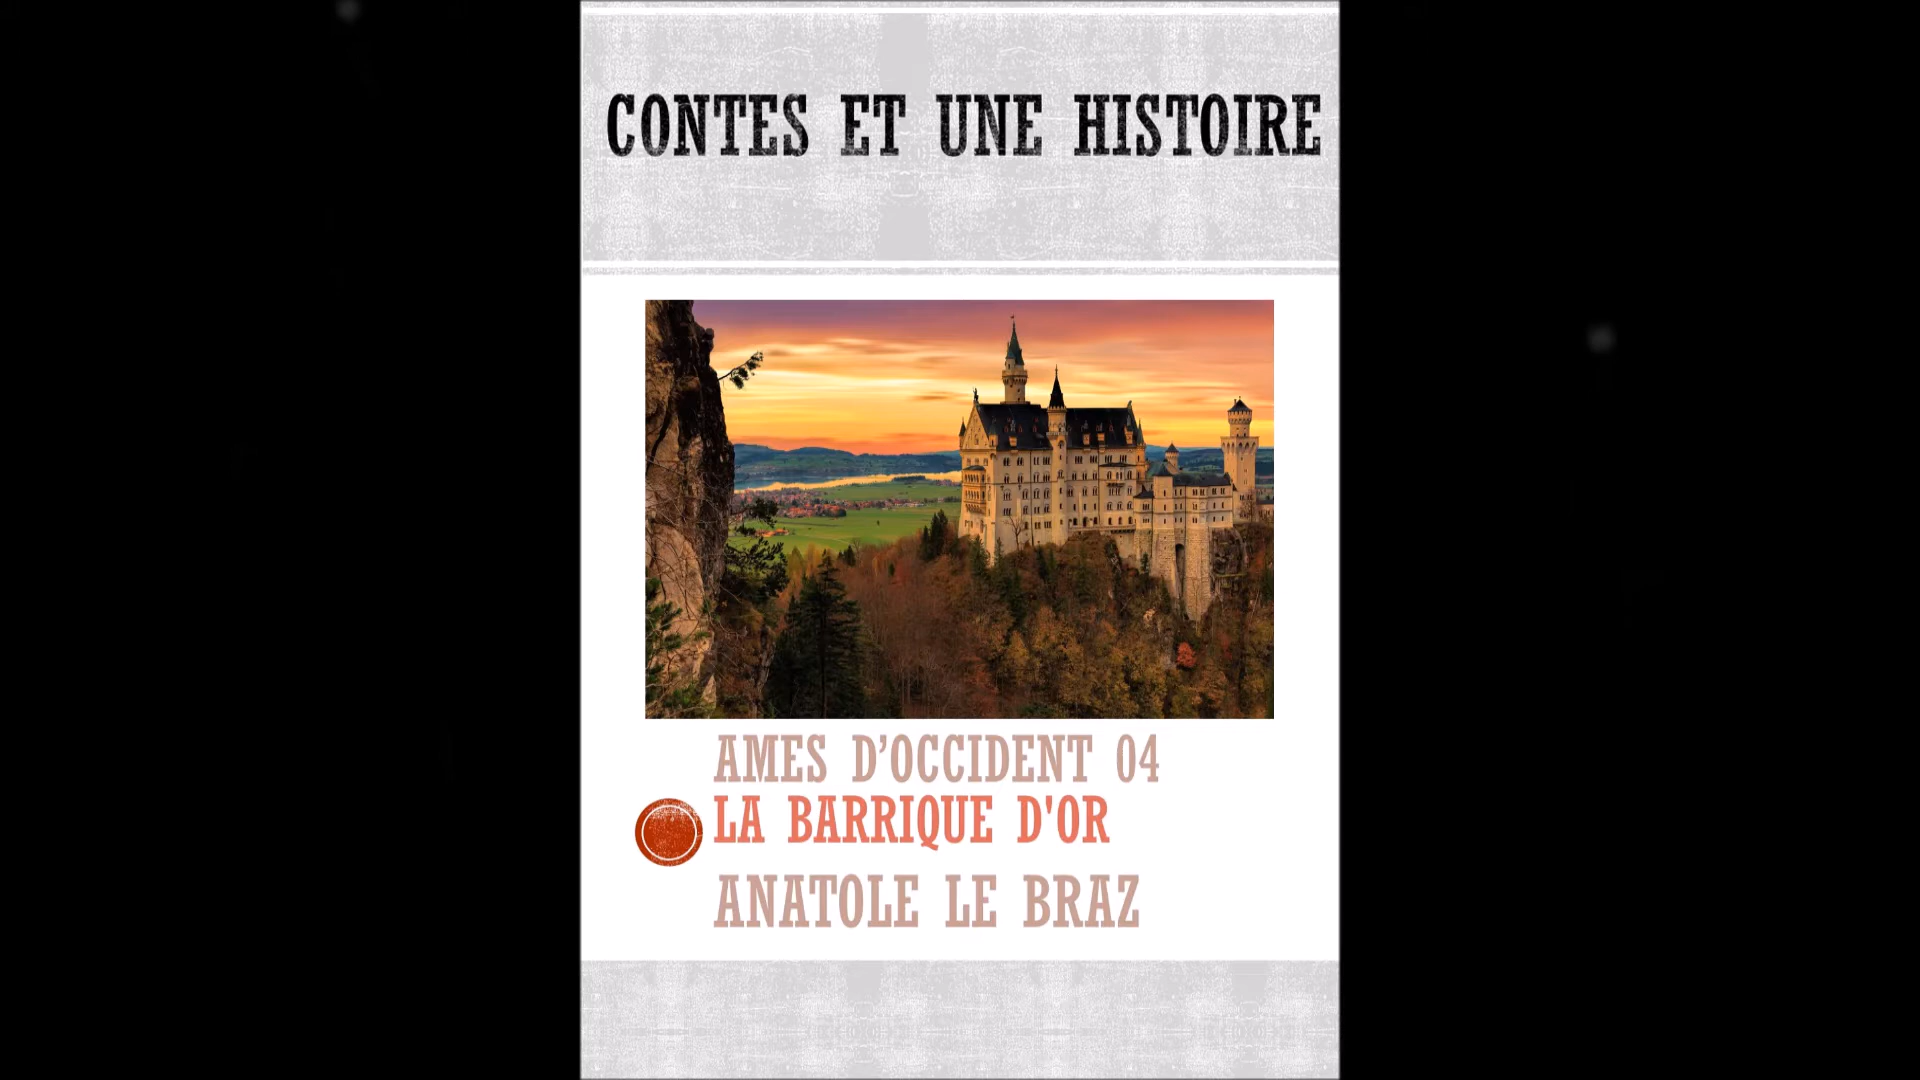 CONTES ET UNE HISTOIRE
AMES D’OCCIDENT 04
LA BARRIQUE D'OR
ANATOLE LE BRAZ